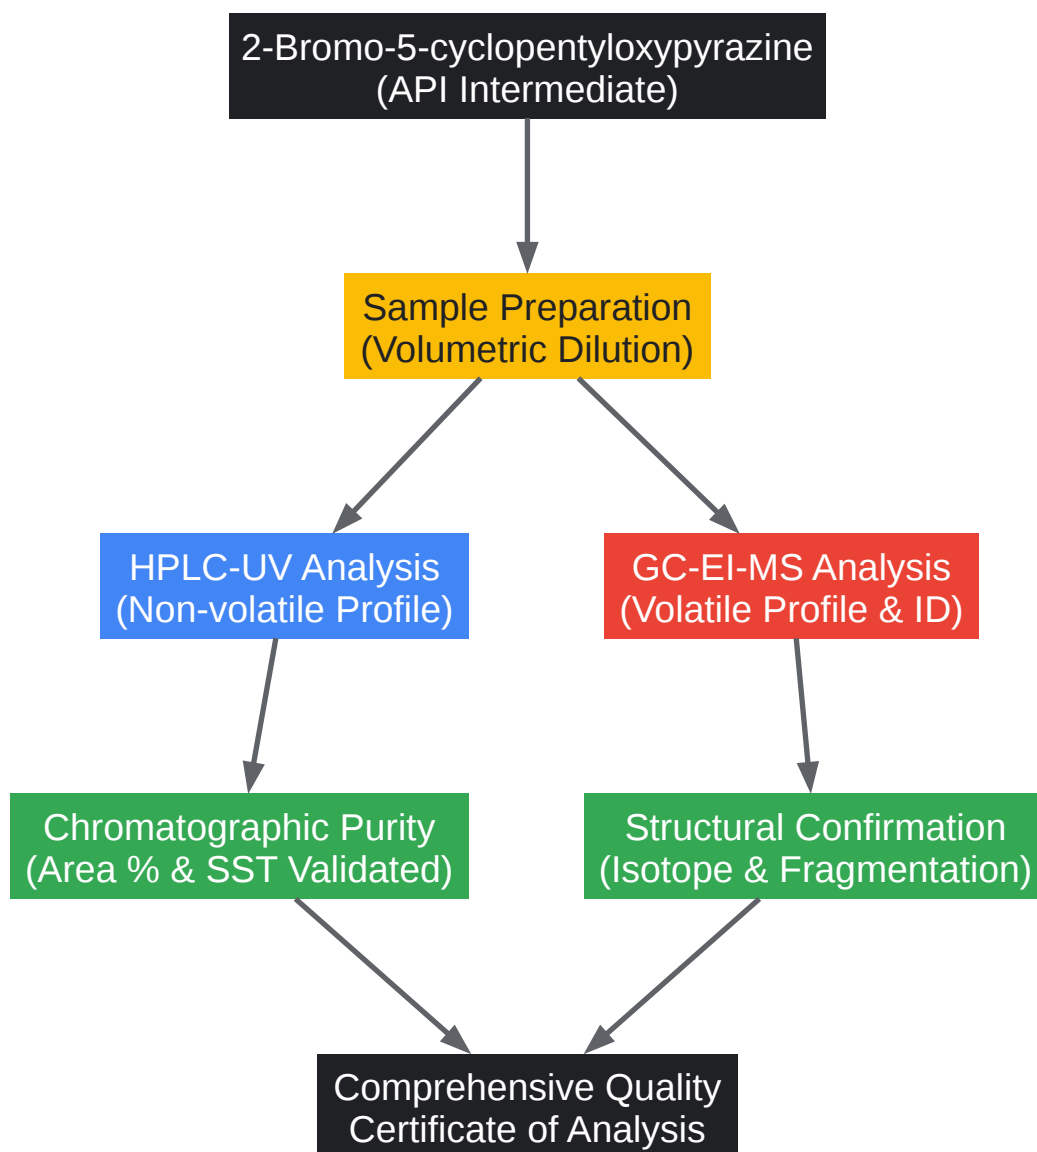 2-Bromo-5-cyclopentyloxypyrazine
(API Intermediate)
Sample Preparation
(Volumetric Dilution)
HPLC-UV Analysis
(Non-volatile Profile)
GC-EI-MS Analysis
(Volatile Profile & ID)
Chromatographic Purity
(Area % & SST Validated)
Structural Confirmation
(Isotope & Fragmentation)
Comprehensive Quality
Certificate of Analysis